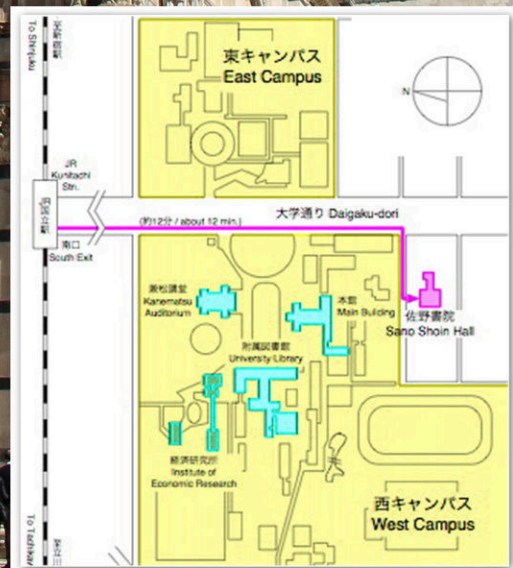 To Shinjuku
東キャンパス
East Campus
N
JR
Kunitachi
Stn.
(約12分 / about 12 min.)
大学通り Daigaku-dori
南口
South Exit
兼松講堂
Kanematsu
Auditorium
本館
Main Building
佐野書院
Sano Shoin Hall
附属図書館
University Library
経済研究所
Institute of
Economic Research
西キャンパス
West Campus